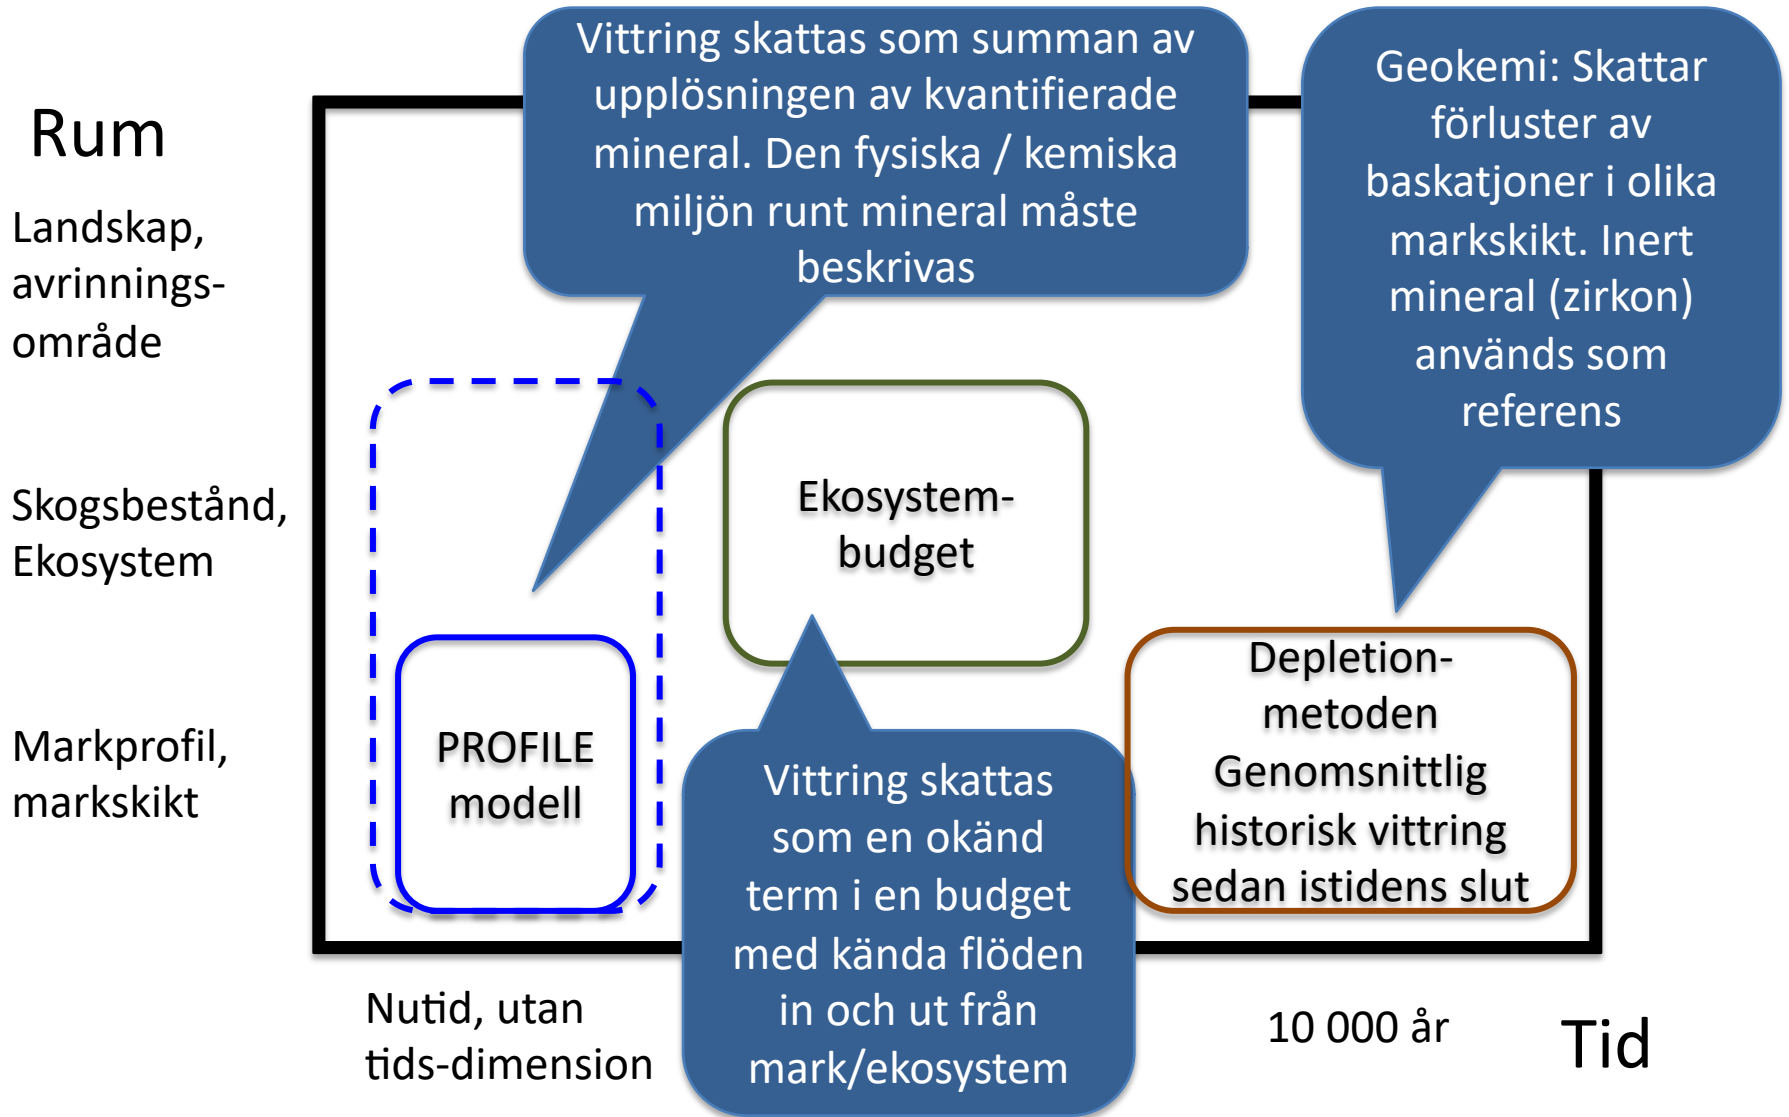 Rum
Landskap,
avrinnings-
område
Skogsbestånd,
Ekosystem
Markprofil,
markskikt
Vittring skattas som summan av
upplösningen av kvantifierade
mineral. Den fysiska / kemiska
miljön runt mineral måste
beskrivas
Geokemi: Skattar
förluster av
baskatjoner i olika
markskikt. Inert
mineral (zirkon)
används som
referens
Ekosystem-
budget
PROFILE
modell
Vittring skattas
som en okänd
term i en budget
med kända flöden
in och ut från
mark/ekosystem
Depletion-
metoden
Genomsnittlig
historisk vittring
sedan istidens slut
Nutid, utan
tids-dimension
10 000 år
Tid